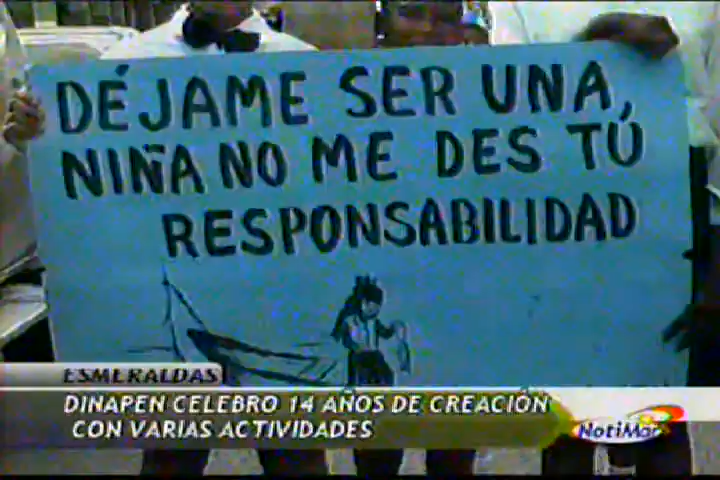 DÉJAME SER UNA,
NIÑA NO ME DES TÚ
RESPONSABILIDAD
ESMERALDAS
DINAPEN CELEBRO 14 AÑOS DE CREACIÓN
CON VARIAS ACTIVIDADES
NotiMar